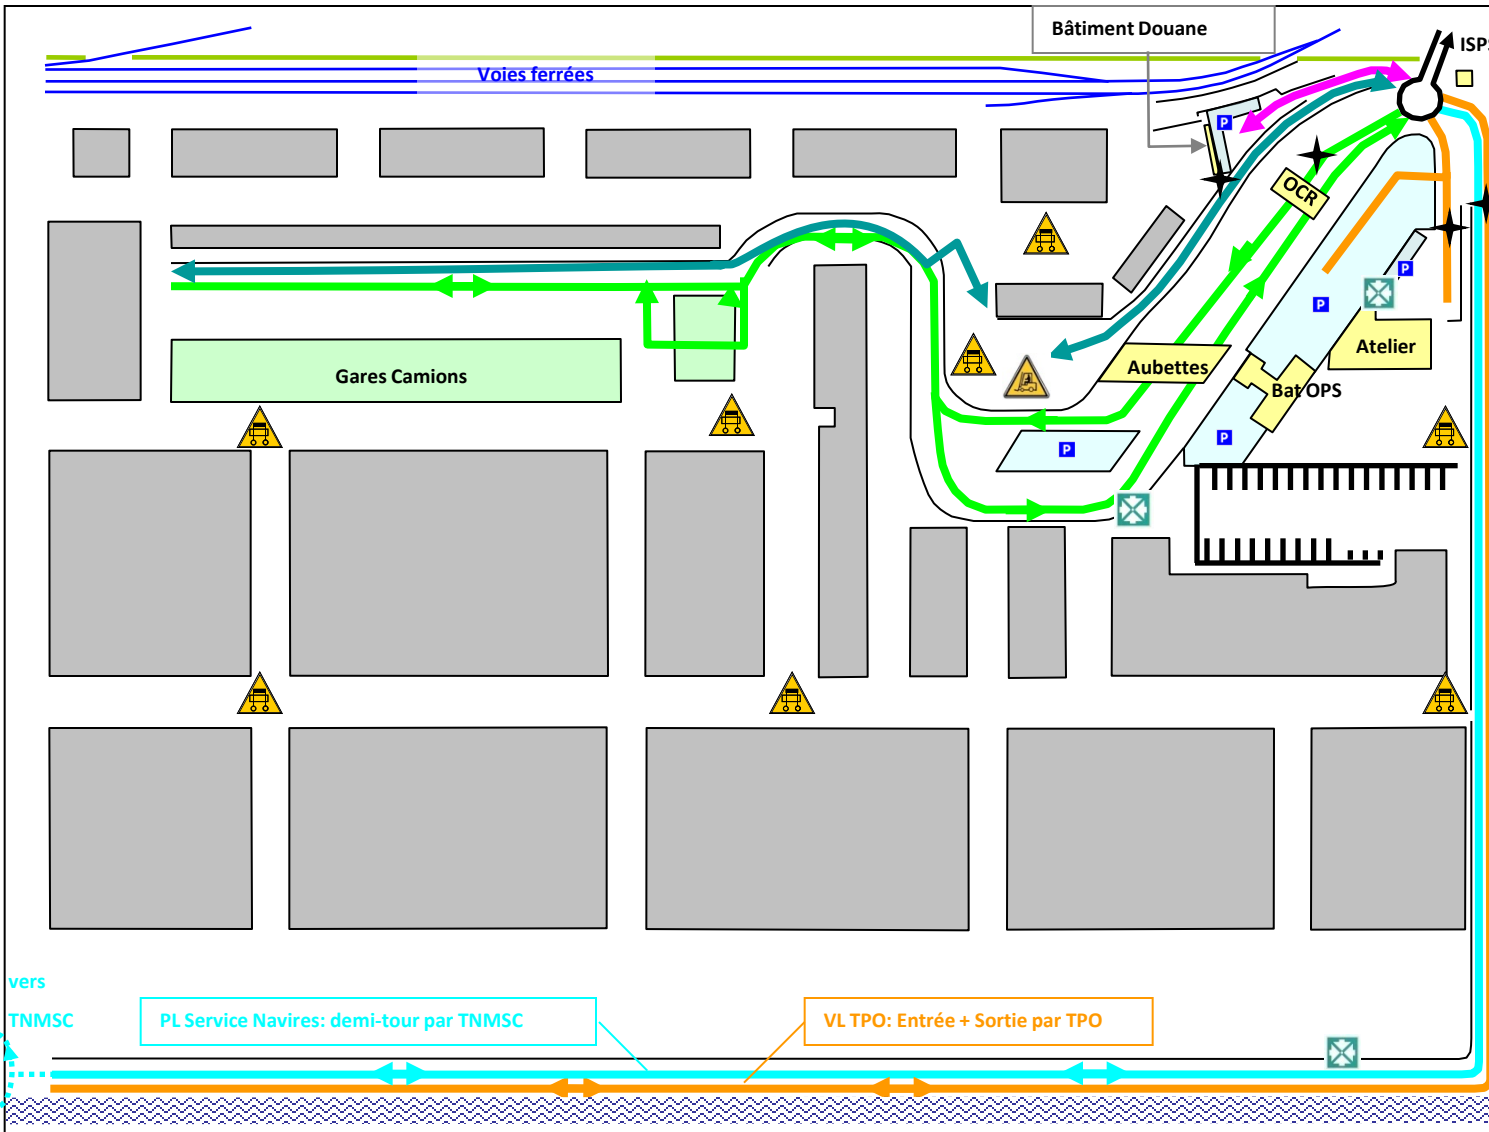 Bâtiment Douane
ISPS
Voies ferrées
P
OCR
P
P
Atelier
Aubettes
Gares Camions
Bat OPS
P
P
vers
TNMSC
PL Service Navires: demi-tour par TNMSC
VL TPO: Entrée + Sortie par TPO